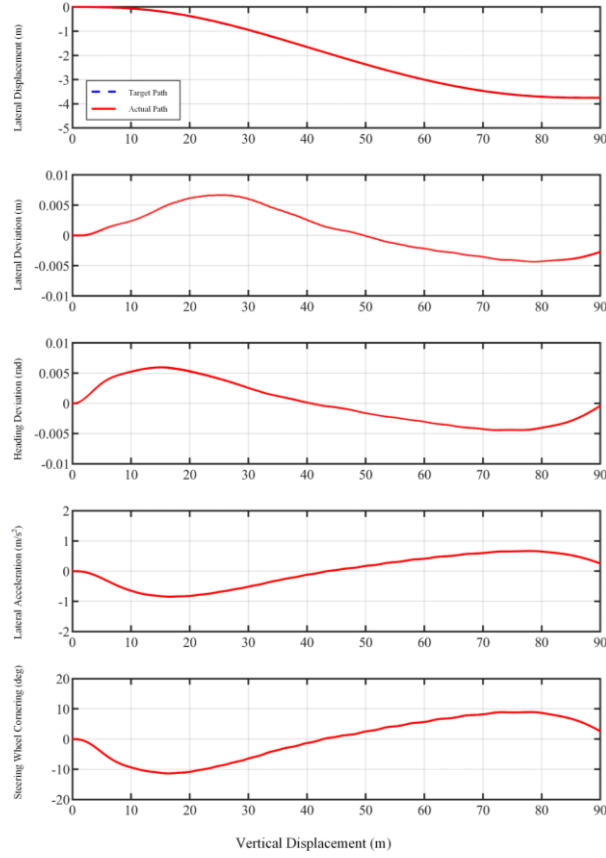 Lateral Displacement (m)
0
-1
-2
-3
-4
-5
Target Path
Actual Path
0 10 20 30 40 50 60 70 80 90
Lateral Deviation (m)
0.01
0.005
0
-0.005
-0.01
0 10 20 30 40 50 60 70 80 90
Heading Deviation (rad)
0.01
0.005
0
-0.005
-0.01
0 10 20 30 40 50 60 70 80 90
Lateral Acceleration (m/s²)
2
1
0
-1
-2
0 10 20 30 40 50 60 70 80 90
Steering Wheel Cornering (deg)
20
10
0
-10
-20
0 10 20 30 40 50 60 70 80 90
Vertical Displacement (m)